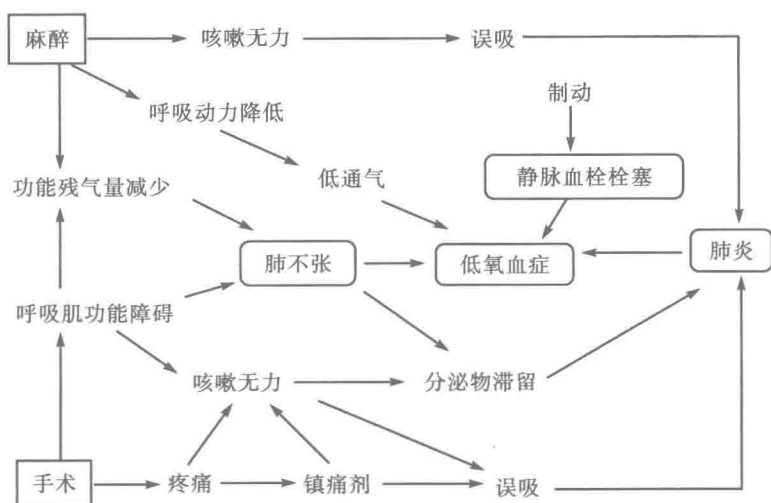 麻醉
咳嗽无力
误吸
制动
呼吸动力降低
功能残气量减少
低通气
静脉血栓栓塞
肺不张
低氧血症
肺炎
呼吸肌功能障碍
咳嗽无力
分泌物滞留
手术
疼痛
镇痛剂
误吸